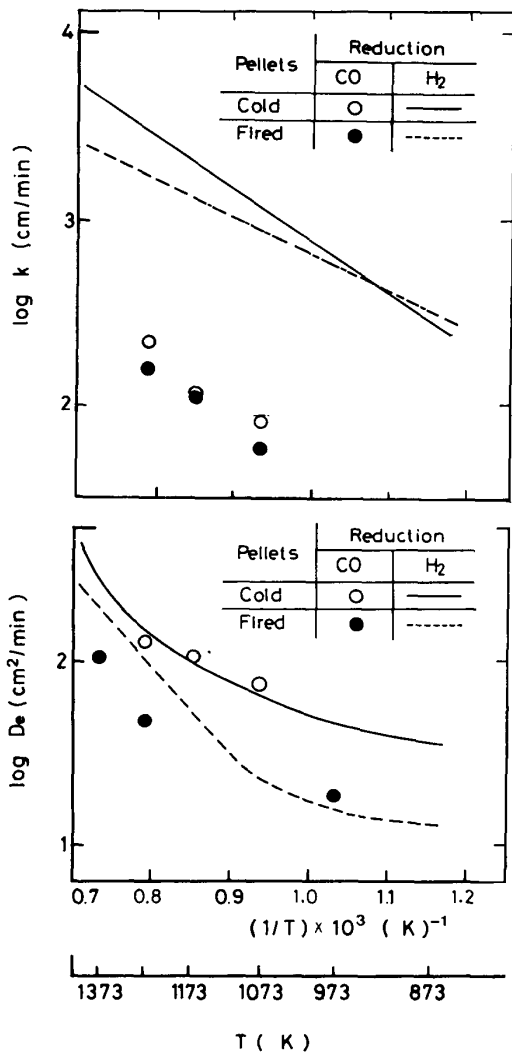 4
Reduction
Pellets
CO H2
Cold
Fired
3
log k (cm/min)
2
Reduction
Pellets
CO H2
Cold
Fired
2
log De (cm2/min)
1
0.7 0.8 0.9 1.0 1.1 1.2
(1/T) × 10^3 (K)^-1
1373 1173 1073 973 873
T (K)